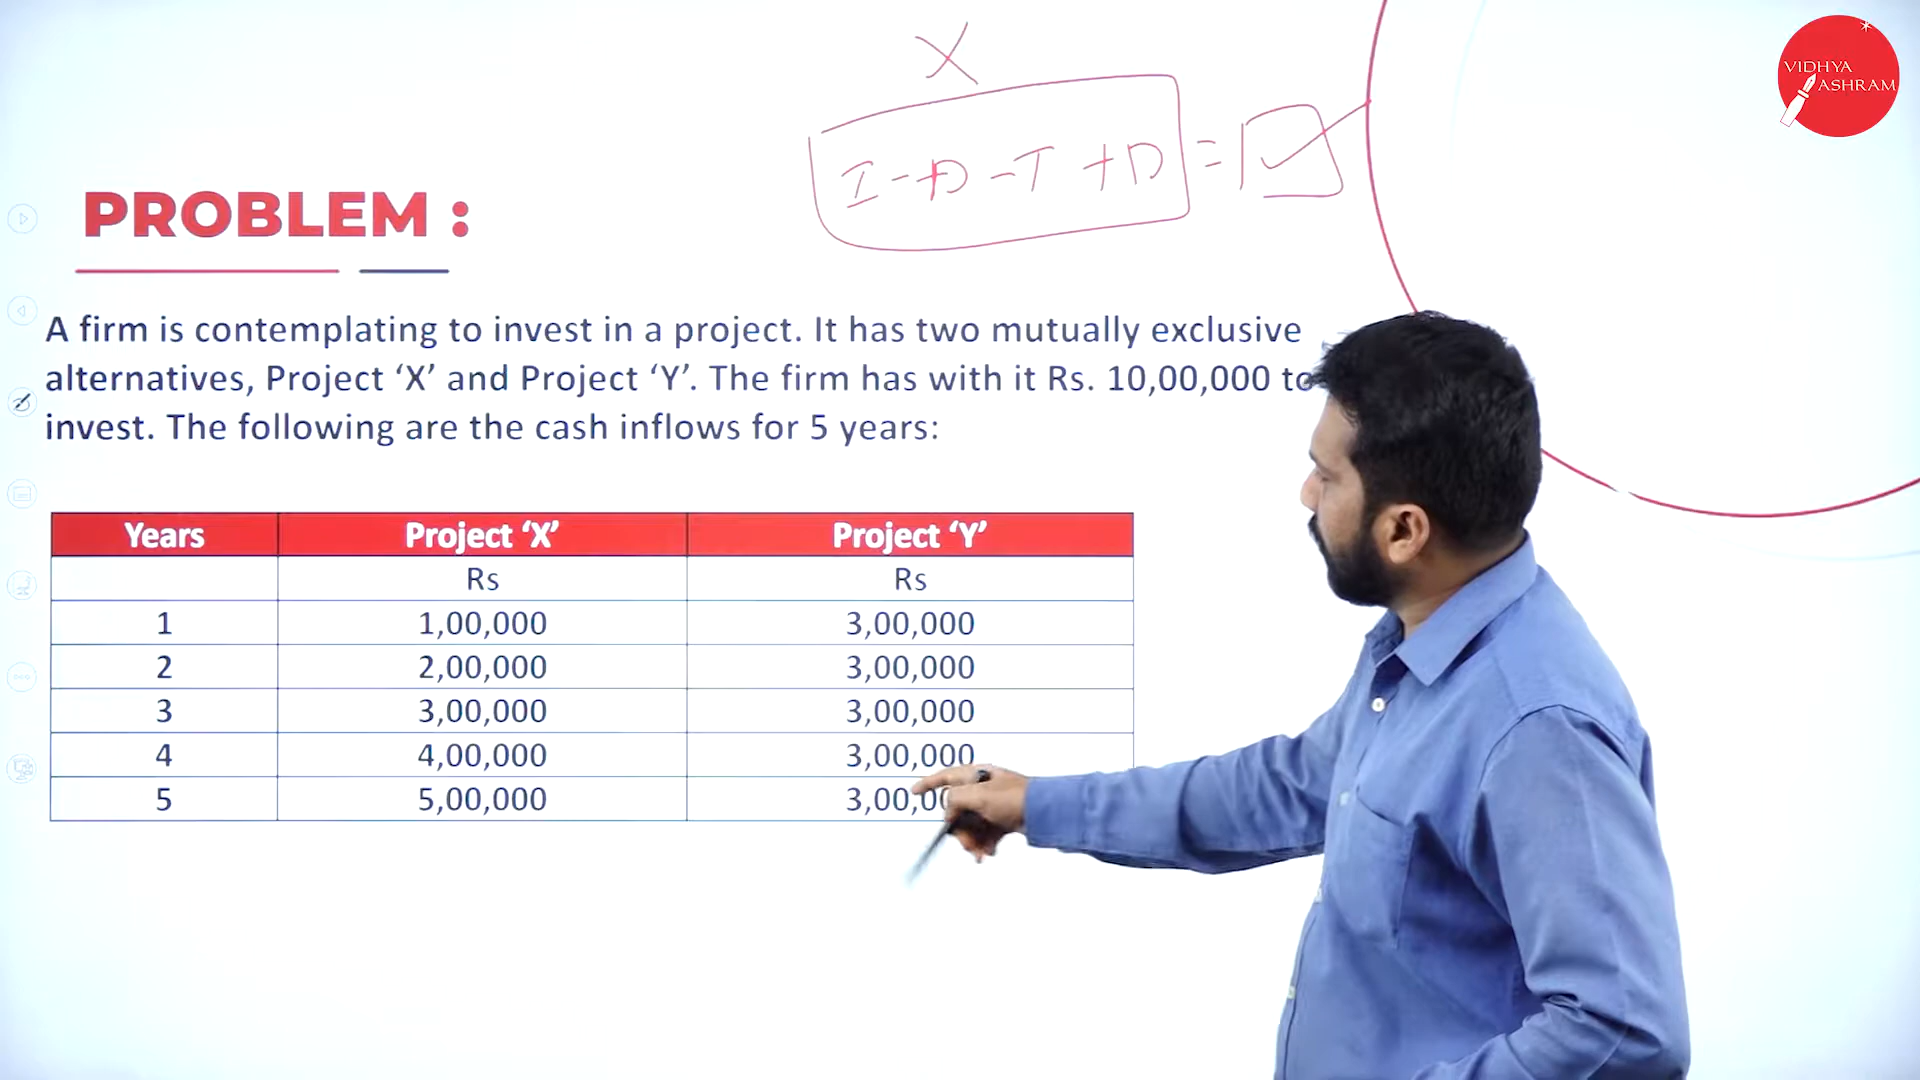 VIDHYA
ASHRAM
X
I - D - T + D =
PROBLEM :
A firm is contemplating to invest in a project. It has two mutually exclusive
alternatives, Project ‘X’ and Project ‘Y’. The firm has with it Rs. 10,00,000 to
invest. The following are the cash inflows for 5 years:
Years Project ‘X’ Project ‘Y’
Rs Rs
1 1,00,000 3,00,000
2 2,00,000 3,00,000
3 3,00,000 3,00,000
4 4,00,000 3,00,000
5 5,00,000 3,00,0